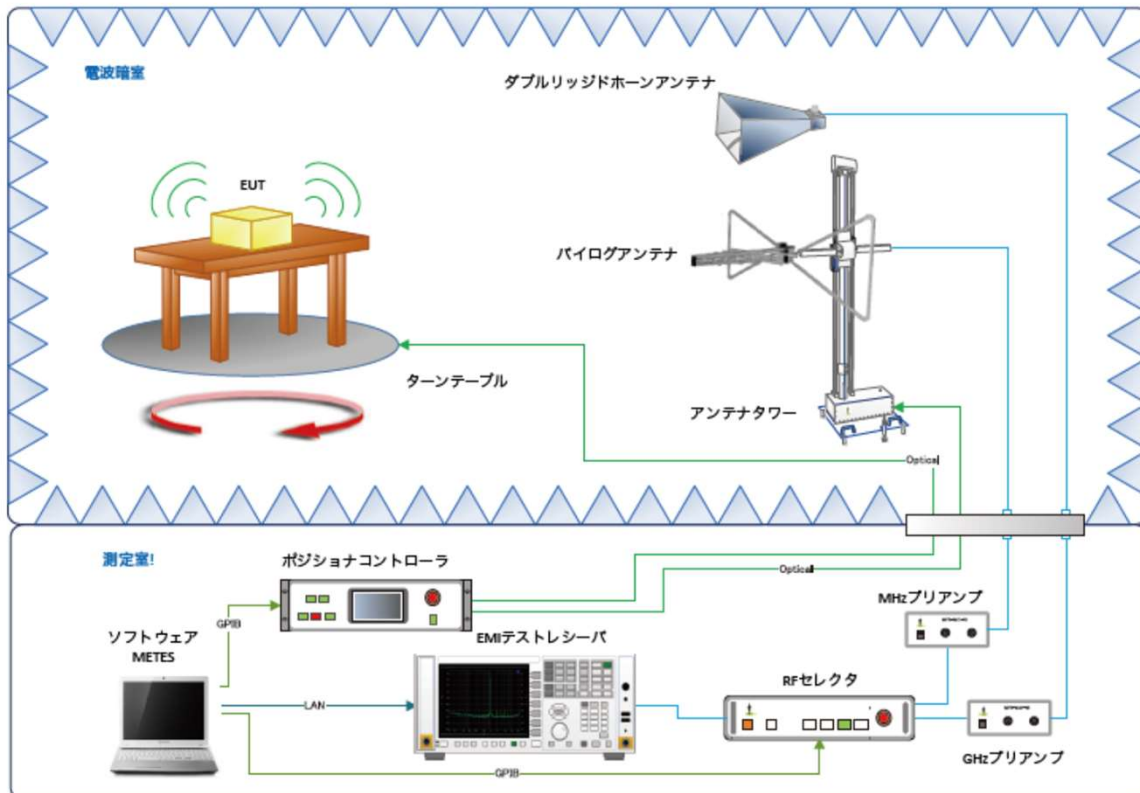 電波暗室
ダブルリッジドホーンアンテナ
EUT
バイログアンテナ
ターンテーブル
アンテナタワー
Optical
測定室!
ポジショナコントローラ
Optical
MHzプリアンプ
GPIB
ソフトウェア
METES
EMIテストレシーバ
RFセレクタ
LAN
GHzプリアンプ
GPIB